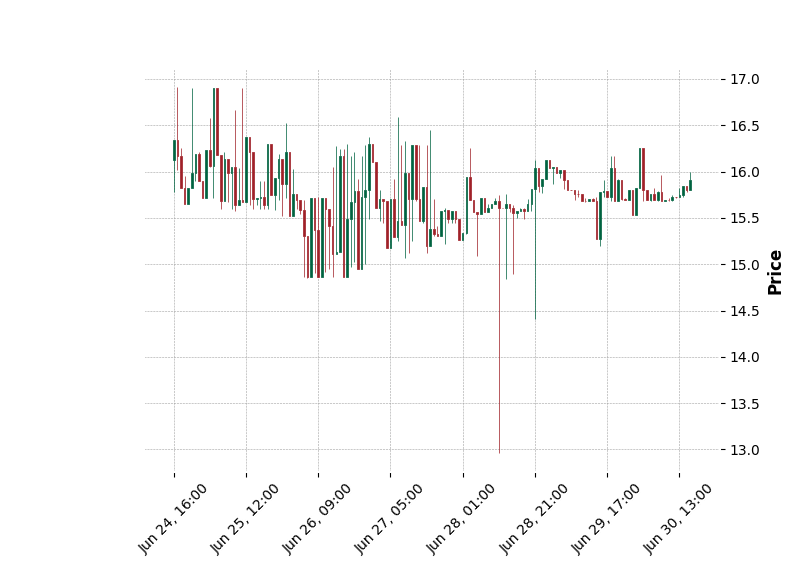 17.0
16.5
16.0
15.5
15.0
14.5
14.0
13.5
13.0
Price
Jun 24, 16:00
Jun 25, 12:00
Jun 26, 09:00
Jun 27, 05:00
Jun 28, 01:00
Jun 28, 21:00
Jun 29, 17:00
Jun 30, 13:00